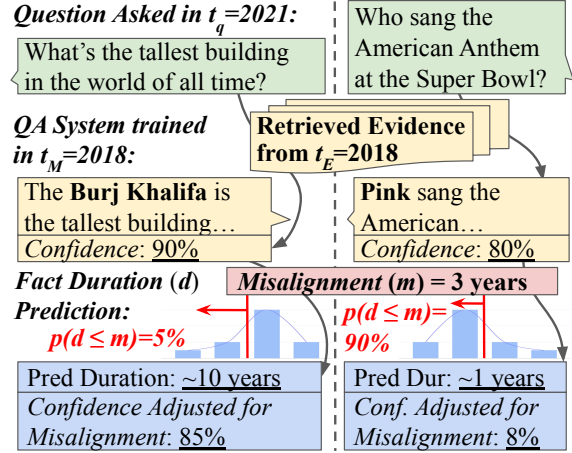 Question Asked in t_q=2021:
What's the tallest building
in the world of all time?
Who sang the
American Anthem
at the Super Bowl?
QA System trained
in t_M=2018:
Retrieved Evidence
from t_E=2018
The Burj Khalifa is
the tallest building…
Confidence: 90%
Pink sang the
American…
Confidence: 80%
Fact Duration (d)
Prediction:
Misalignment (m) = 3 years
p(d ≤ m)=5%
p(d ≤ m)=
90%
Pred Duration: ~10 years
Confidence Adjusted for
Misalignment: 85%
Pred Dur: ~1 years
Conf. Adjusted for
Misalignment: 8%